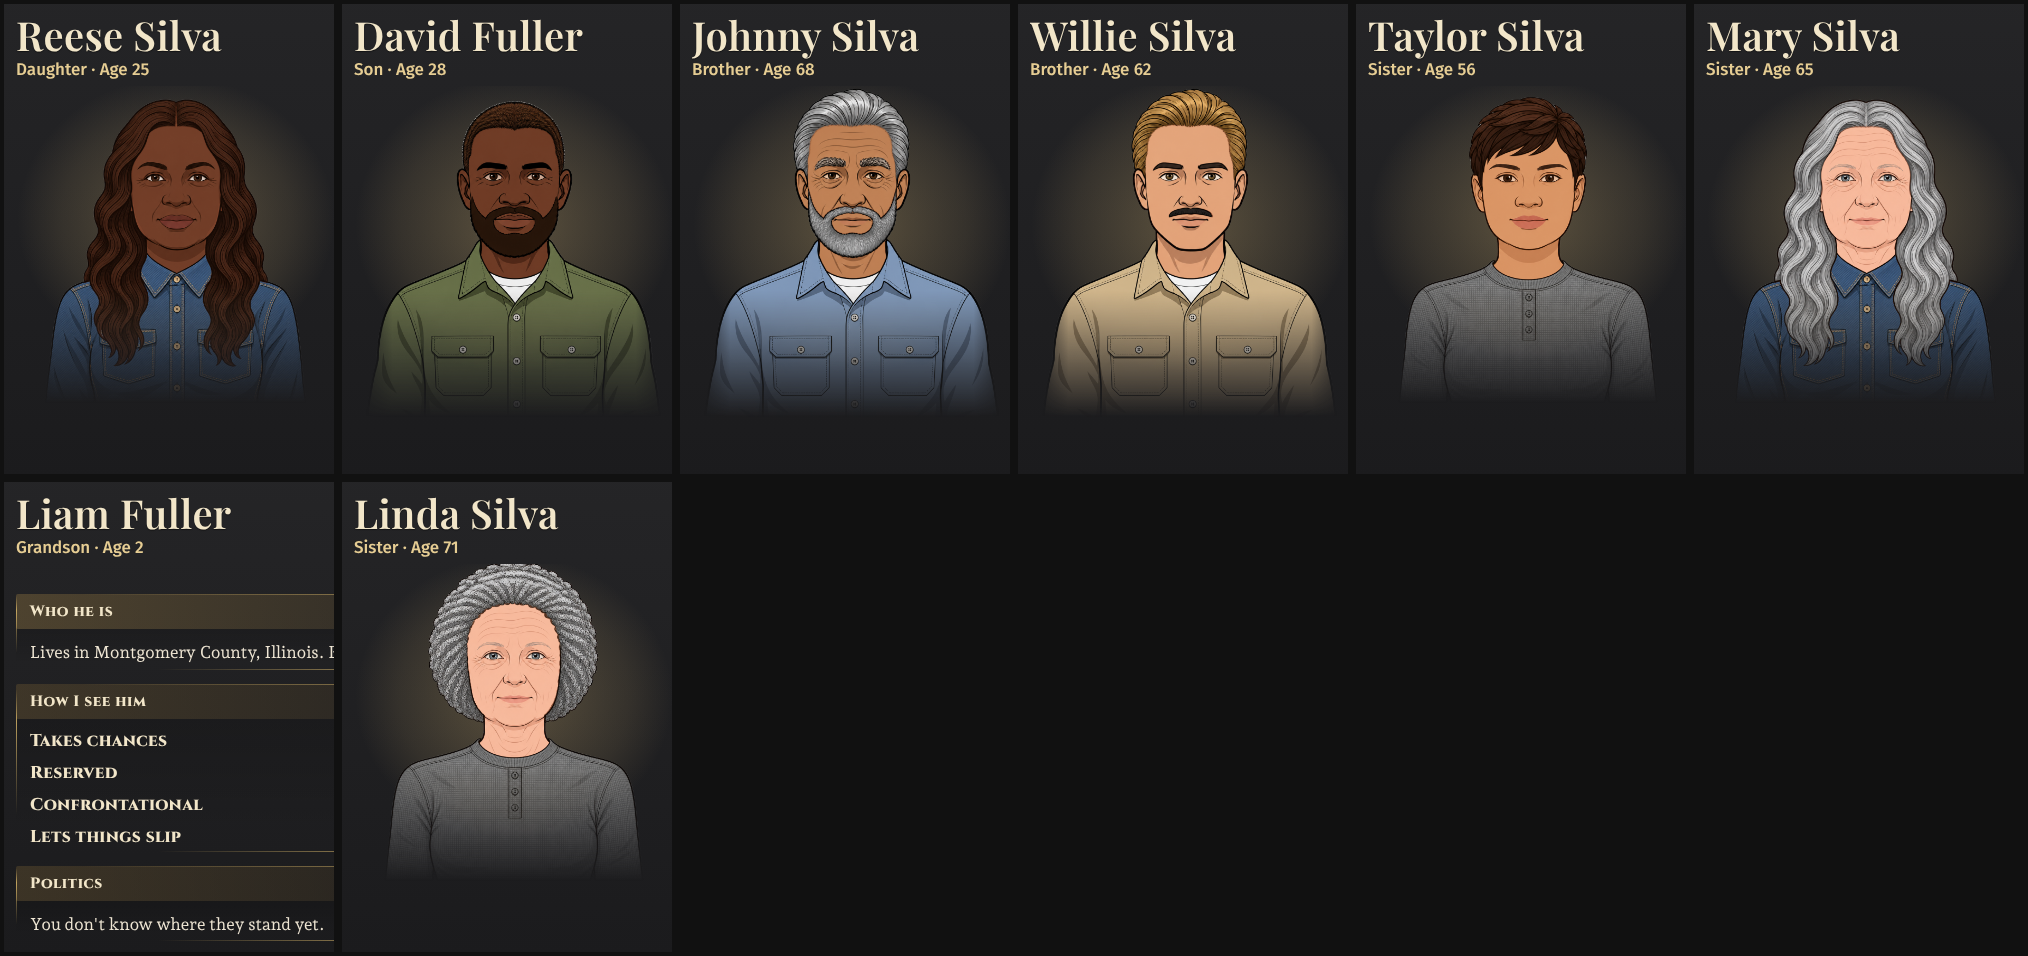 Reese Silva
Daughter · Age 25
David Fuller
Son · Age 28
Johnny Silva
Brother · Age 68
Willie Silva
Brother · Age 62
Taylor Silva
Sister · Age 56
Mary Silva
Sister · Age 65
Liam Fuller
Grandson · Age 2
Who he is
Lives in Montgomery County, Illinois.
How I see him
Takes chances
Reserved
Confrontational
Lets things slip
Politics
You don't know where they stand yet.
Linda Silva
Sister · Age 71